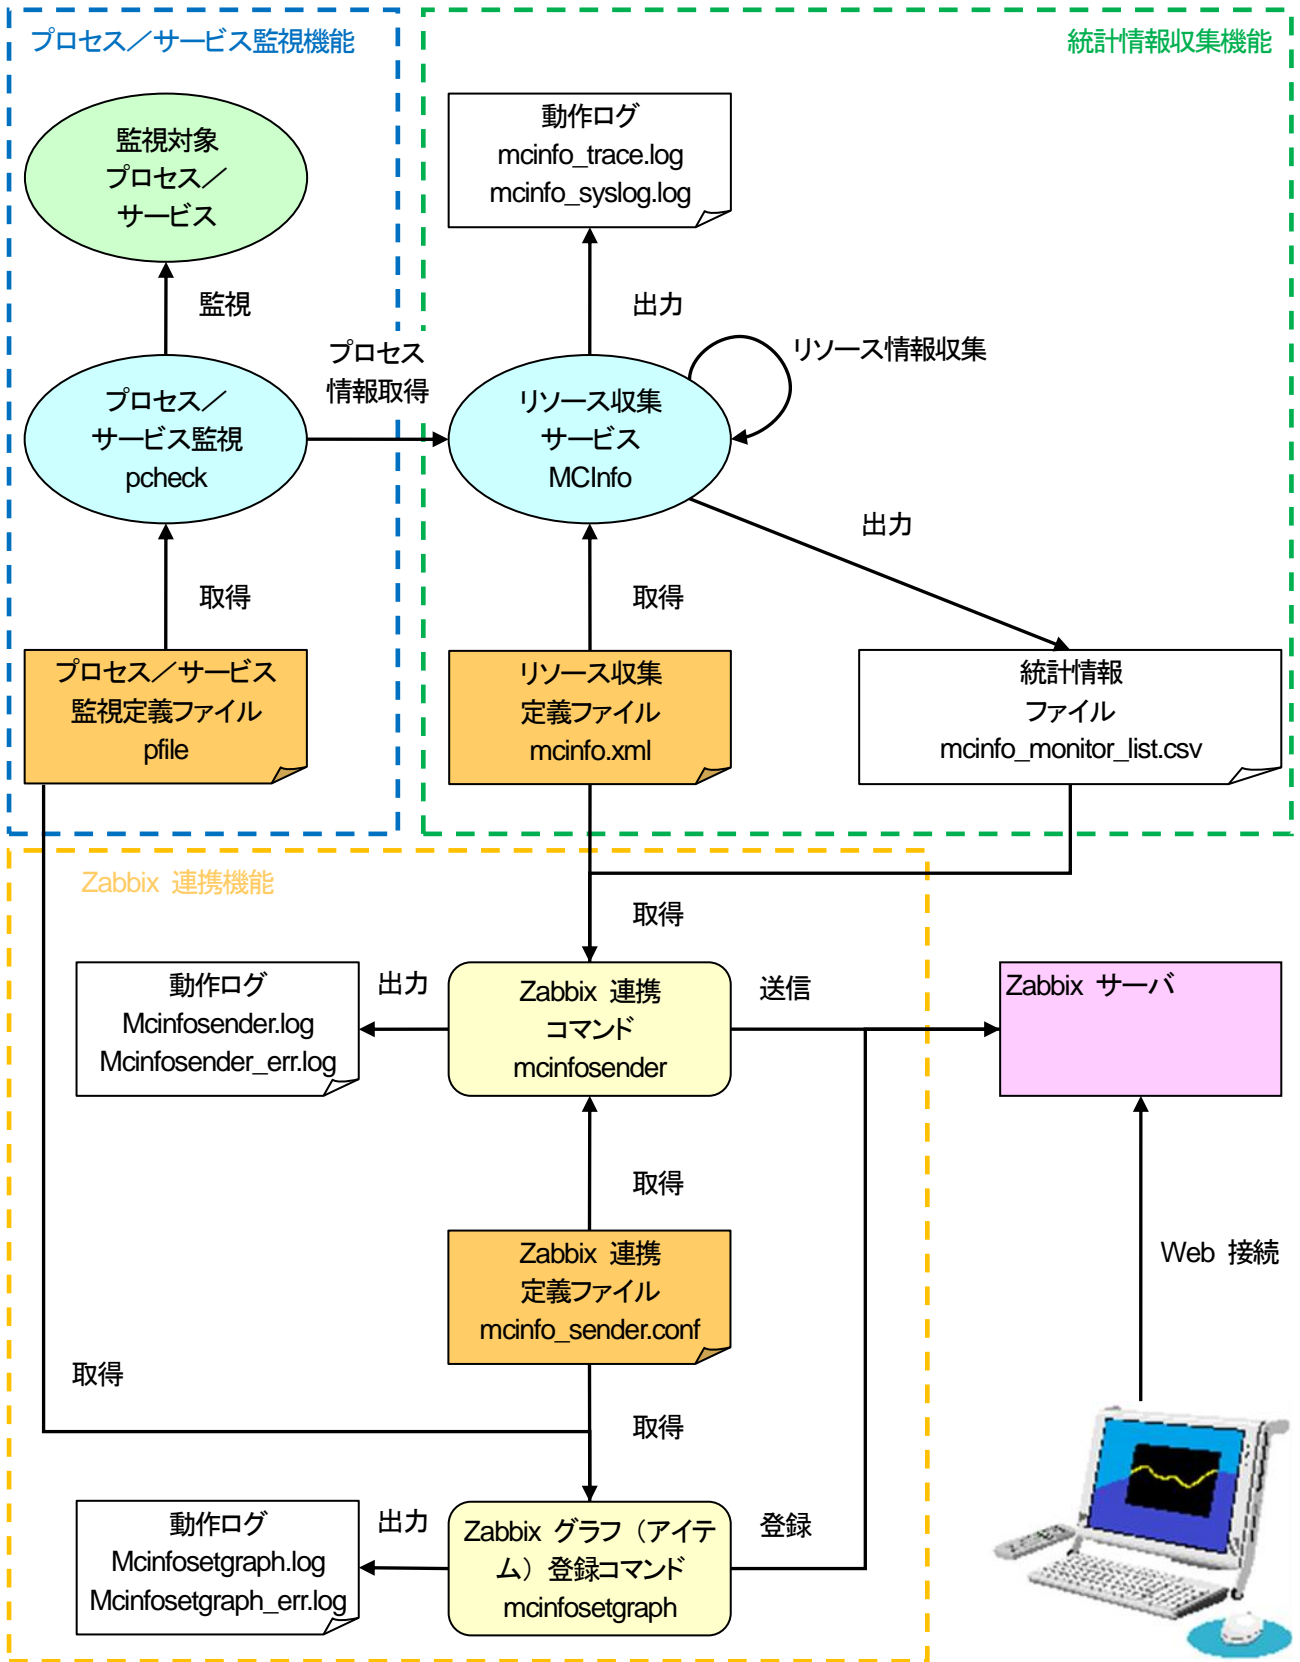 プロセス／サービス監視機能
統計情報収集機能
監視対象
プロセス／
サービス
動作ログ
mcinfo_trace.log
mcinfo_syslog.log
監視
出力
プロセス
情報取得
リソース情報収集
プロセス／
サービス監視
pcheck
リソース収集
サービス
MCInfo
出力
取得
取得
プロセス／サービス
監視定義ファイル
pfile
リソース収集
定義ファイル
mcinfo.xml
統計情報
ファイル
mcinfo_monitor_list.csv
Zabbix 連携機能
取得
動作ログ
Mcinfosender.log
Mcinfosender_err.log
出力
Zabbix 連携
コマンド
mcinfosender
送信
Zabbix サーバ
取得
Zabbix 連携
定義ファイル
mcinfo_sender.conf
Web 接続
取得
取得
動作ログ
Mcinfosetgraph.log
Mcinfosetgraph_err.log
出力
Zabbix グラフ（アイテ
ム）登録コマンド
mcinfosetgraph
登録